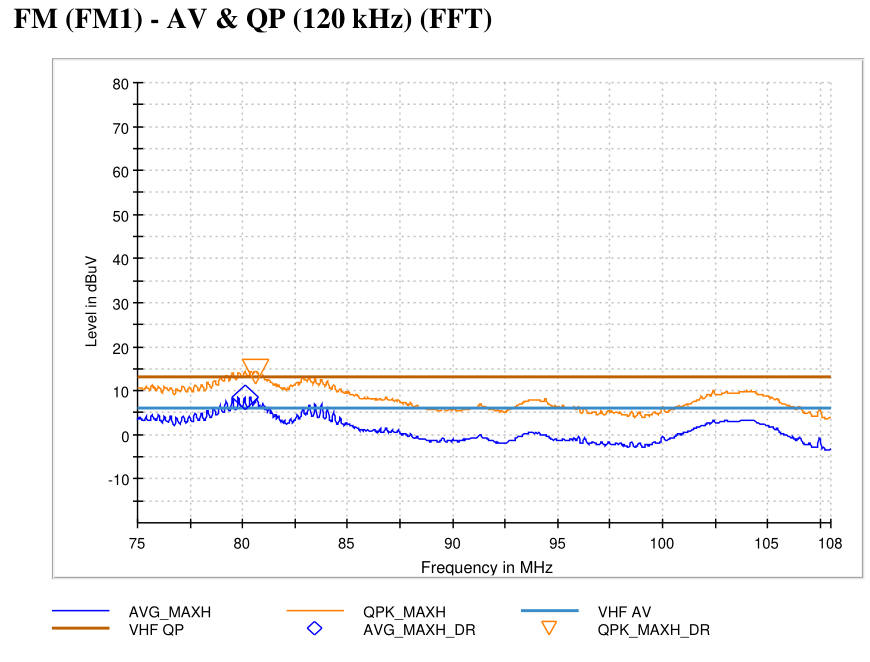 FM (FM1) - AV & QP (120 kHz) (FFT)
80
70
60
50
40
30
20
10
0
-10
Level in dBuV
75 80 85 90 95 100 105 108
Frequency in MHz
AVG_MAXH QPK_MAXH VHF AV
VHF QP AVG_MAXH_DR QPK_MAXH_DR